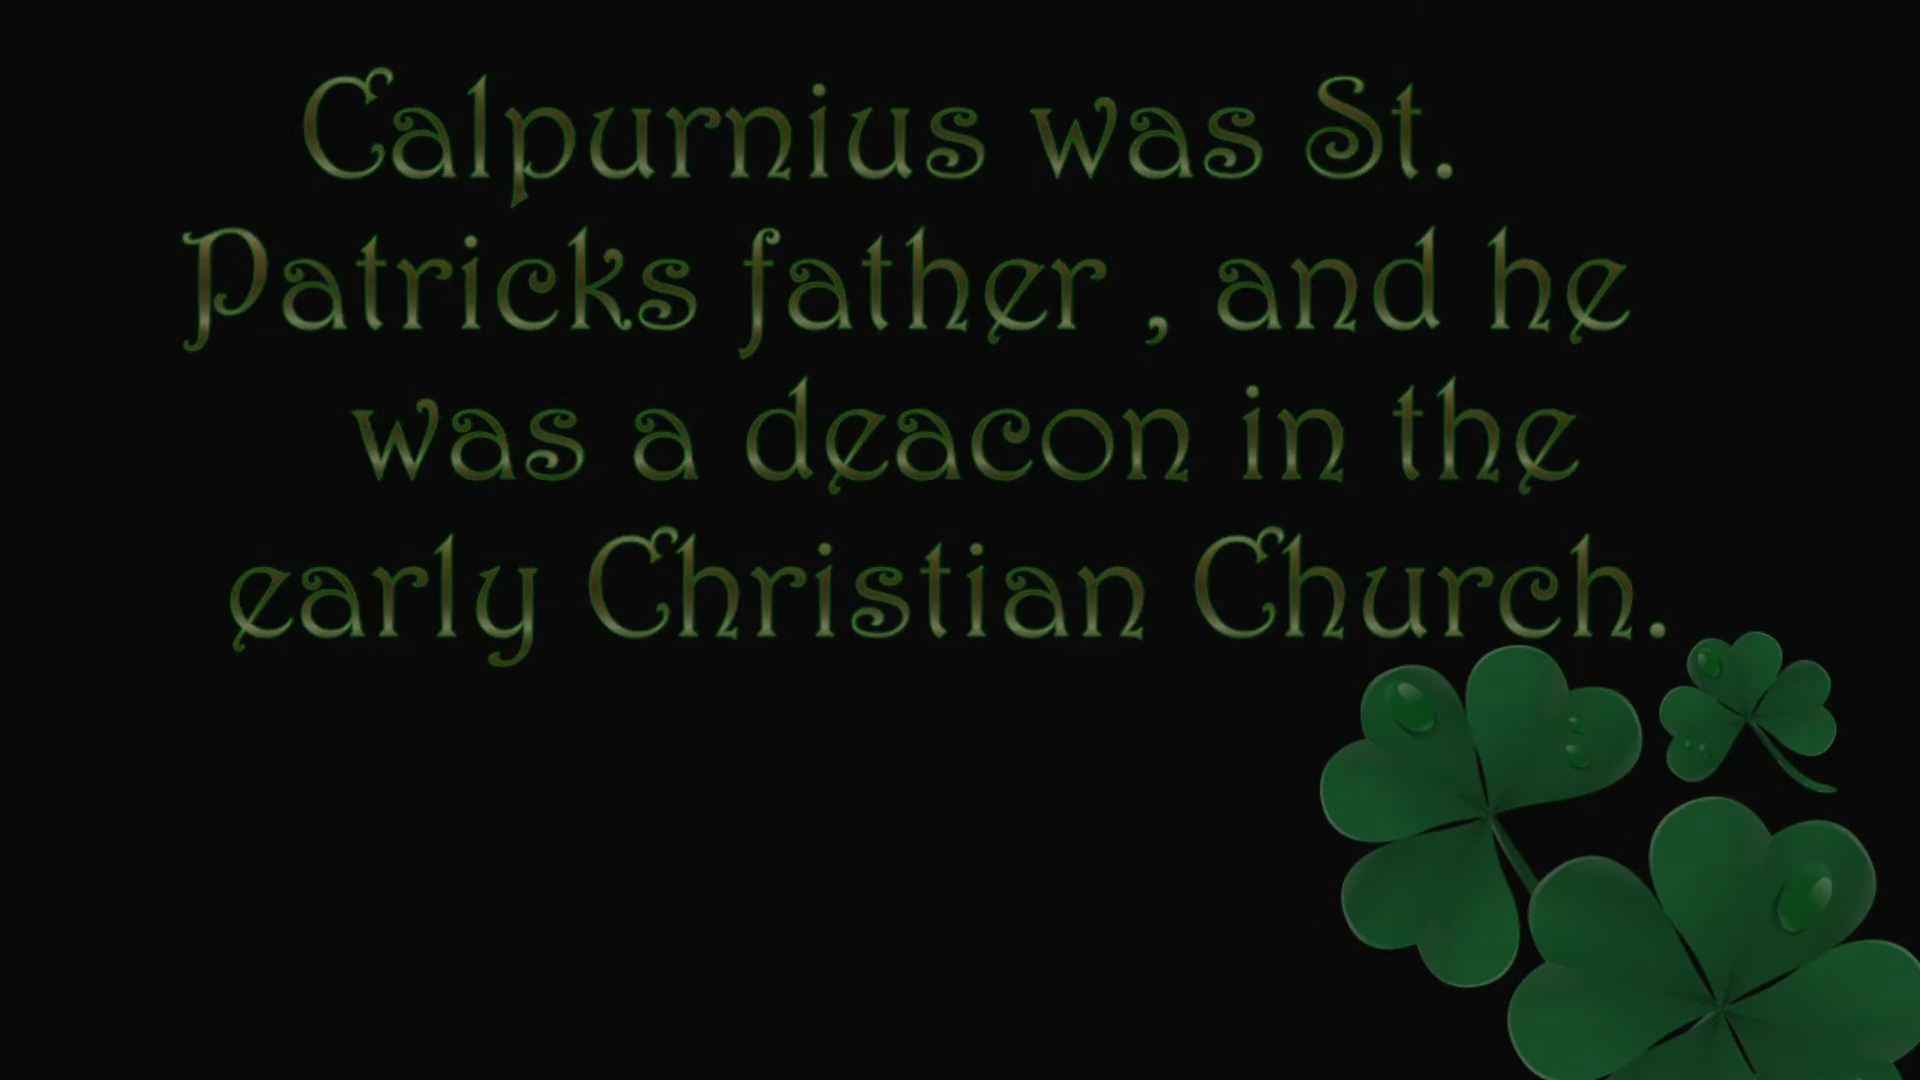 Calpurnius was St.
Patricks father , and he
was a deacon in the
early Christian Church.